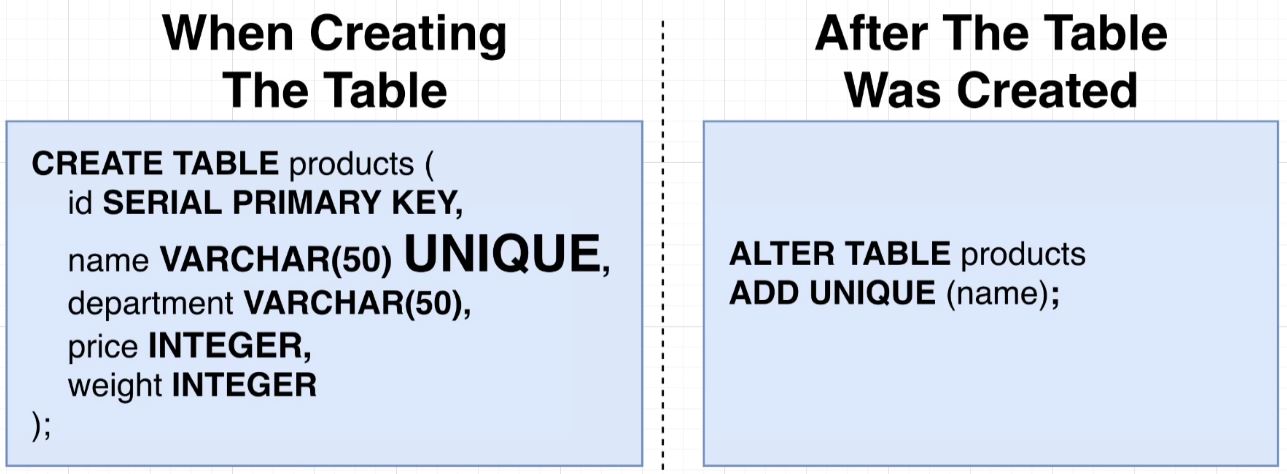 When Creating
The Table
CREATE TABLE products (
id SERIAL PRIMARY KEY,
name VARCHAR(50) UNIQUE,
department VARCHAR(50),
price INTEGER,
weight INTEGER
);
After The Table
Was Created
ALTER TABLE products
ADD UNIQUE (name);